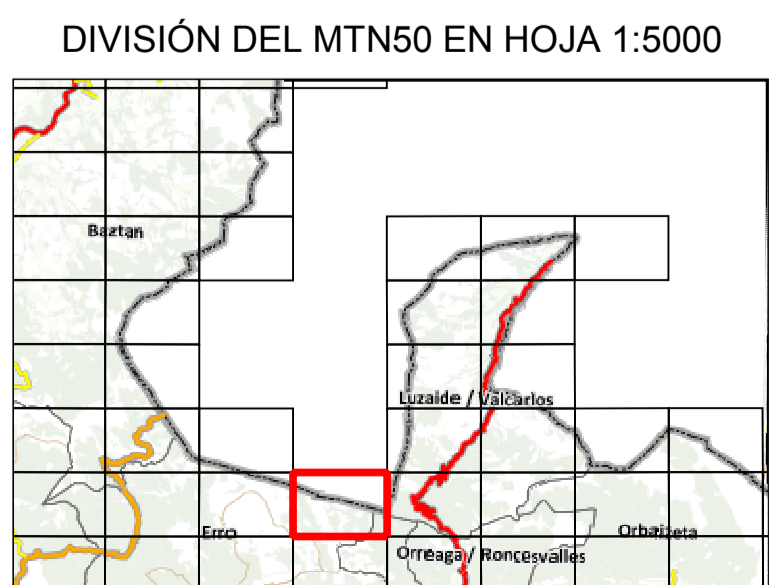 DIVISIÓN DEL MTN50 EN HOJA 1:5000
Baztan
Luzaide / Valcarlos
Erro
Orbaizeta
Orreaga / Roncesvalles